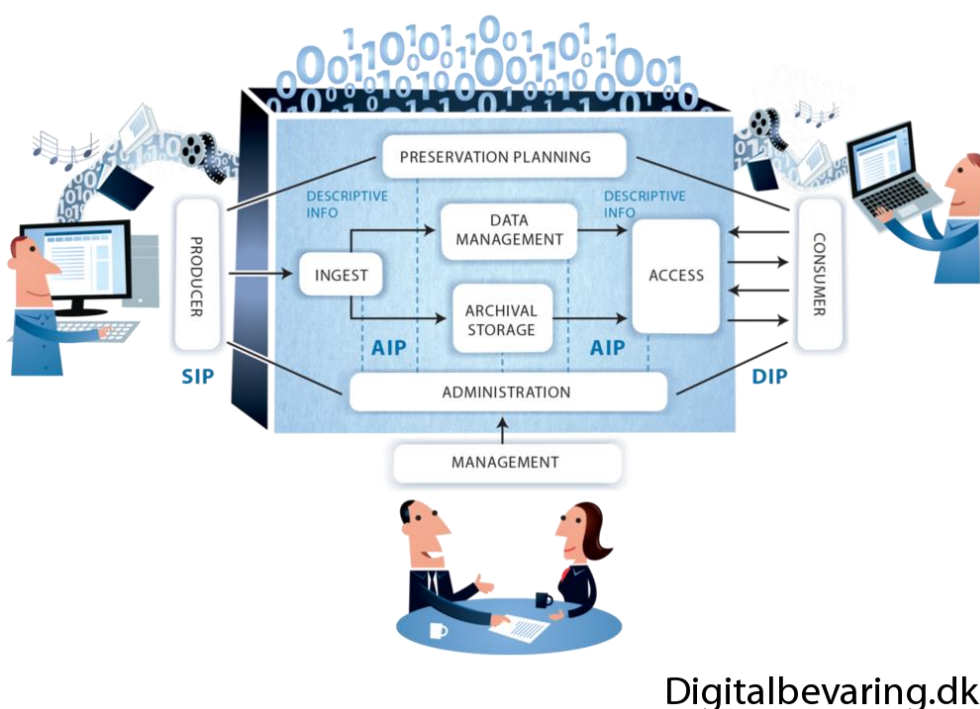 PRESERVATION PLANNING
DESCRIPTIVE
INFO
DESCRIPTIVE
INFO
PRODUCER
INGEST
DATA
MANAGEMENT
ARCHIVAL
STORAGE
ACCESS
CONSUMER
SIP
AIP
AIP
DIP
ADMINISTRATION
MANAGEMENT
Digitalbevaring.dk